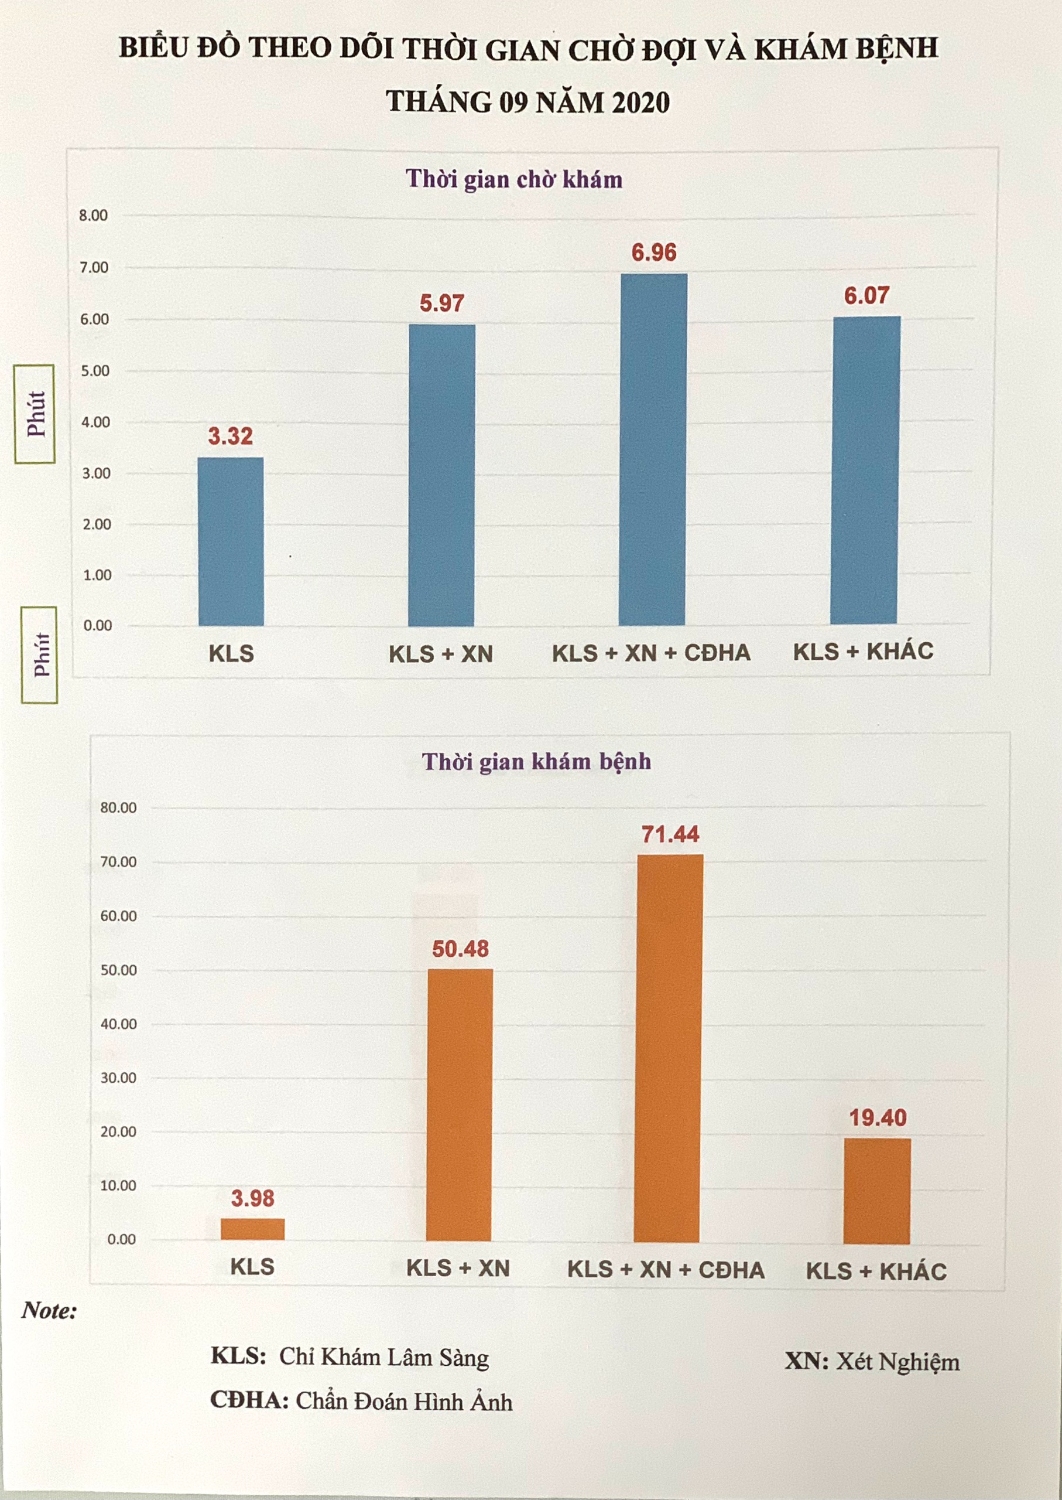 BIỂU ĐỒ THEO DÕI THỜI GIAN CHỜ ĐỢI VÀ KHÁM BỆNH
THÁNG 09 NĂM 2020
Thời gian chờ khám
8.00
7.00
6.00
5.00
4.00
3.00
2.00
1.00
0.00
Phút
3.32
5.97
6.96
6.07
KLS
KLS + XN
KLS + XN + CĐHA
KLS + KHÁC
Phút
Thời gian khám bệnh
80.00
70.00
60.00
50.00
40.00
30.00
20.00
10.00
0.00
3.98
50.48
71.44
19.40
KLS
KLS + XN
KLS + XN + CĐHA
KLS + KHÁC
Note:
KLS: Chỉ Khám Lâm Sàng
XN: Xét Nghiệm
CĐHA: Chẩn Đoán Hình Ảnh